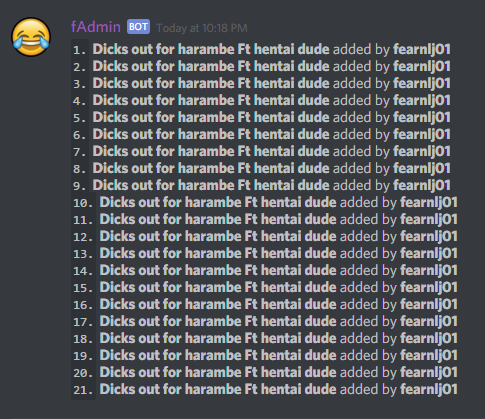 fAdmin BOT Today at 10:18 PM
1. Dicks out for harambe Ft hentai dude added by fearnlj01
2. Dicks out for harambe Ft hentai dude added by fearnlj01
3. Dicks out for harambe Ft hentai dude added by fearnlj01
4. Dicks out for harambe Ft hentai dude added by fearnlj01
5. Dicks out for harambe Ft hentai dude added by fearnlj01
6. Dicks out for harambe Ft hentai dude added by fearnlj01
7. Dicks out for harambe Ft hentai dude added by fearnlj01
8. Dicks out for harambe Ft hentai dude added by fearnlj01
9. Dicks out for harambe Ft hentai dude added by fearnlj01
10. Dicks out for harambe Ft hentai dude added by fearnlj01
11. Dicks out for harambe Ft hentai dude added by fearnlj01
12. Dicks out for harambe Ft hentai dude added by fearnlj01
13. Dicks out for harambe Ft hentai dude added by fearnlj01
14. Dicks out for harambe Ft hentai dude added by fearnlj01
15. Dicks out for harambe Ft hentai dude added by fearnlj01
16. Dicks out for harambe Ft hentai dude added by fearnlj01
17. Dicks out for harambe Ft hentai dude added by fearnlj01
18. Dicks out for harambe Ft hentai dude added by fearnlj01
19. Dicks out for harambe Ft hentai dude added by fearnlj01
20. Dicks out for harambe Ft hentai dude added by fearnlj01
21. Dicks out for harambe Ft hentai dude added by fearnlj01